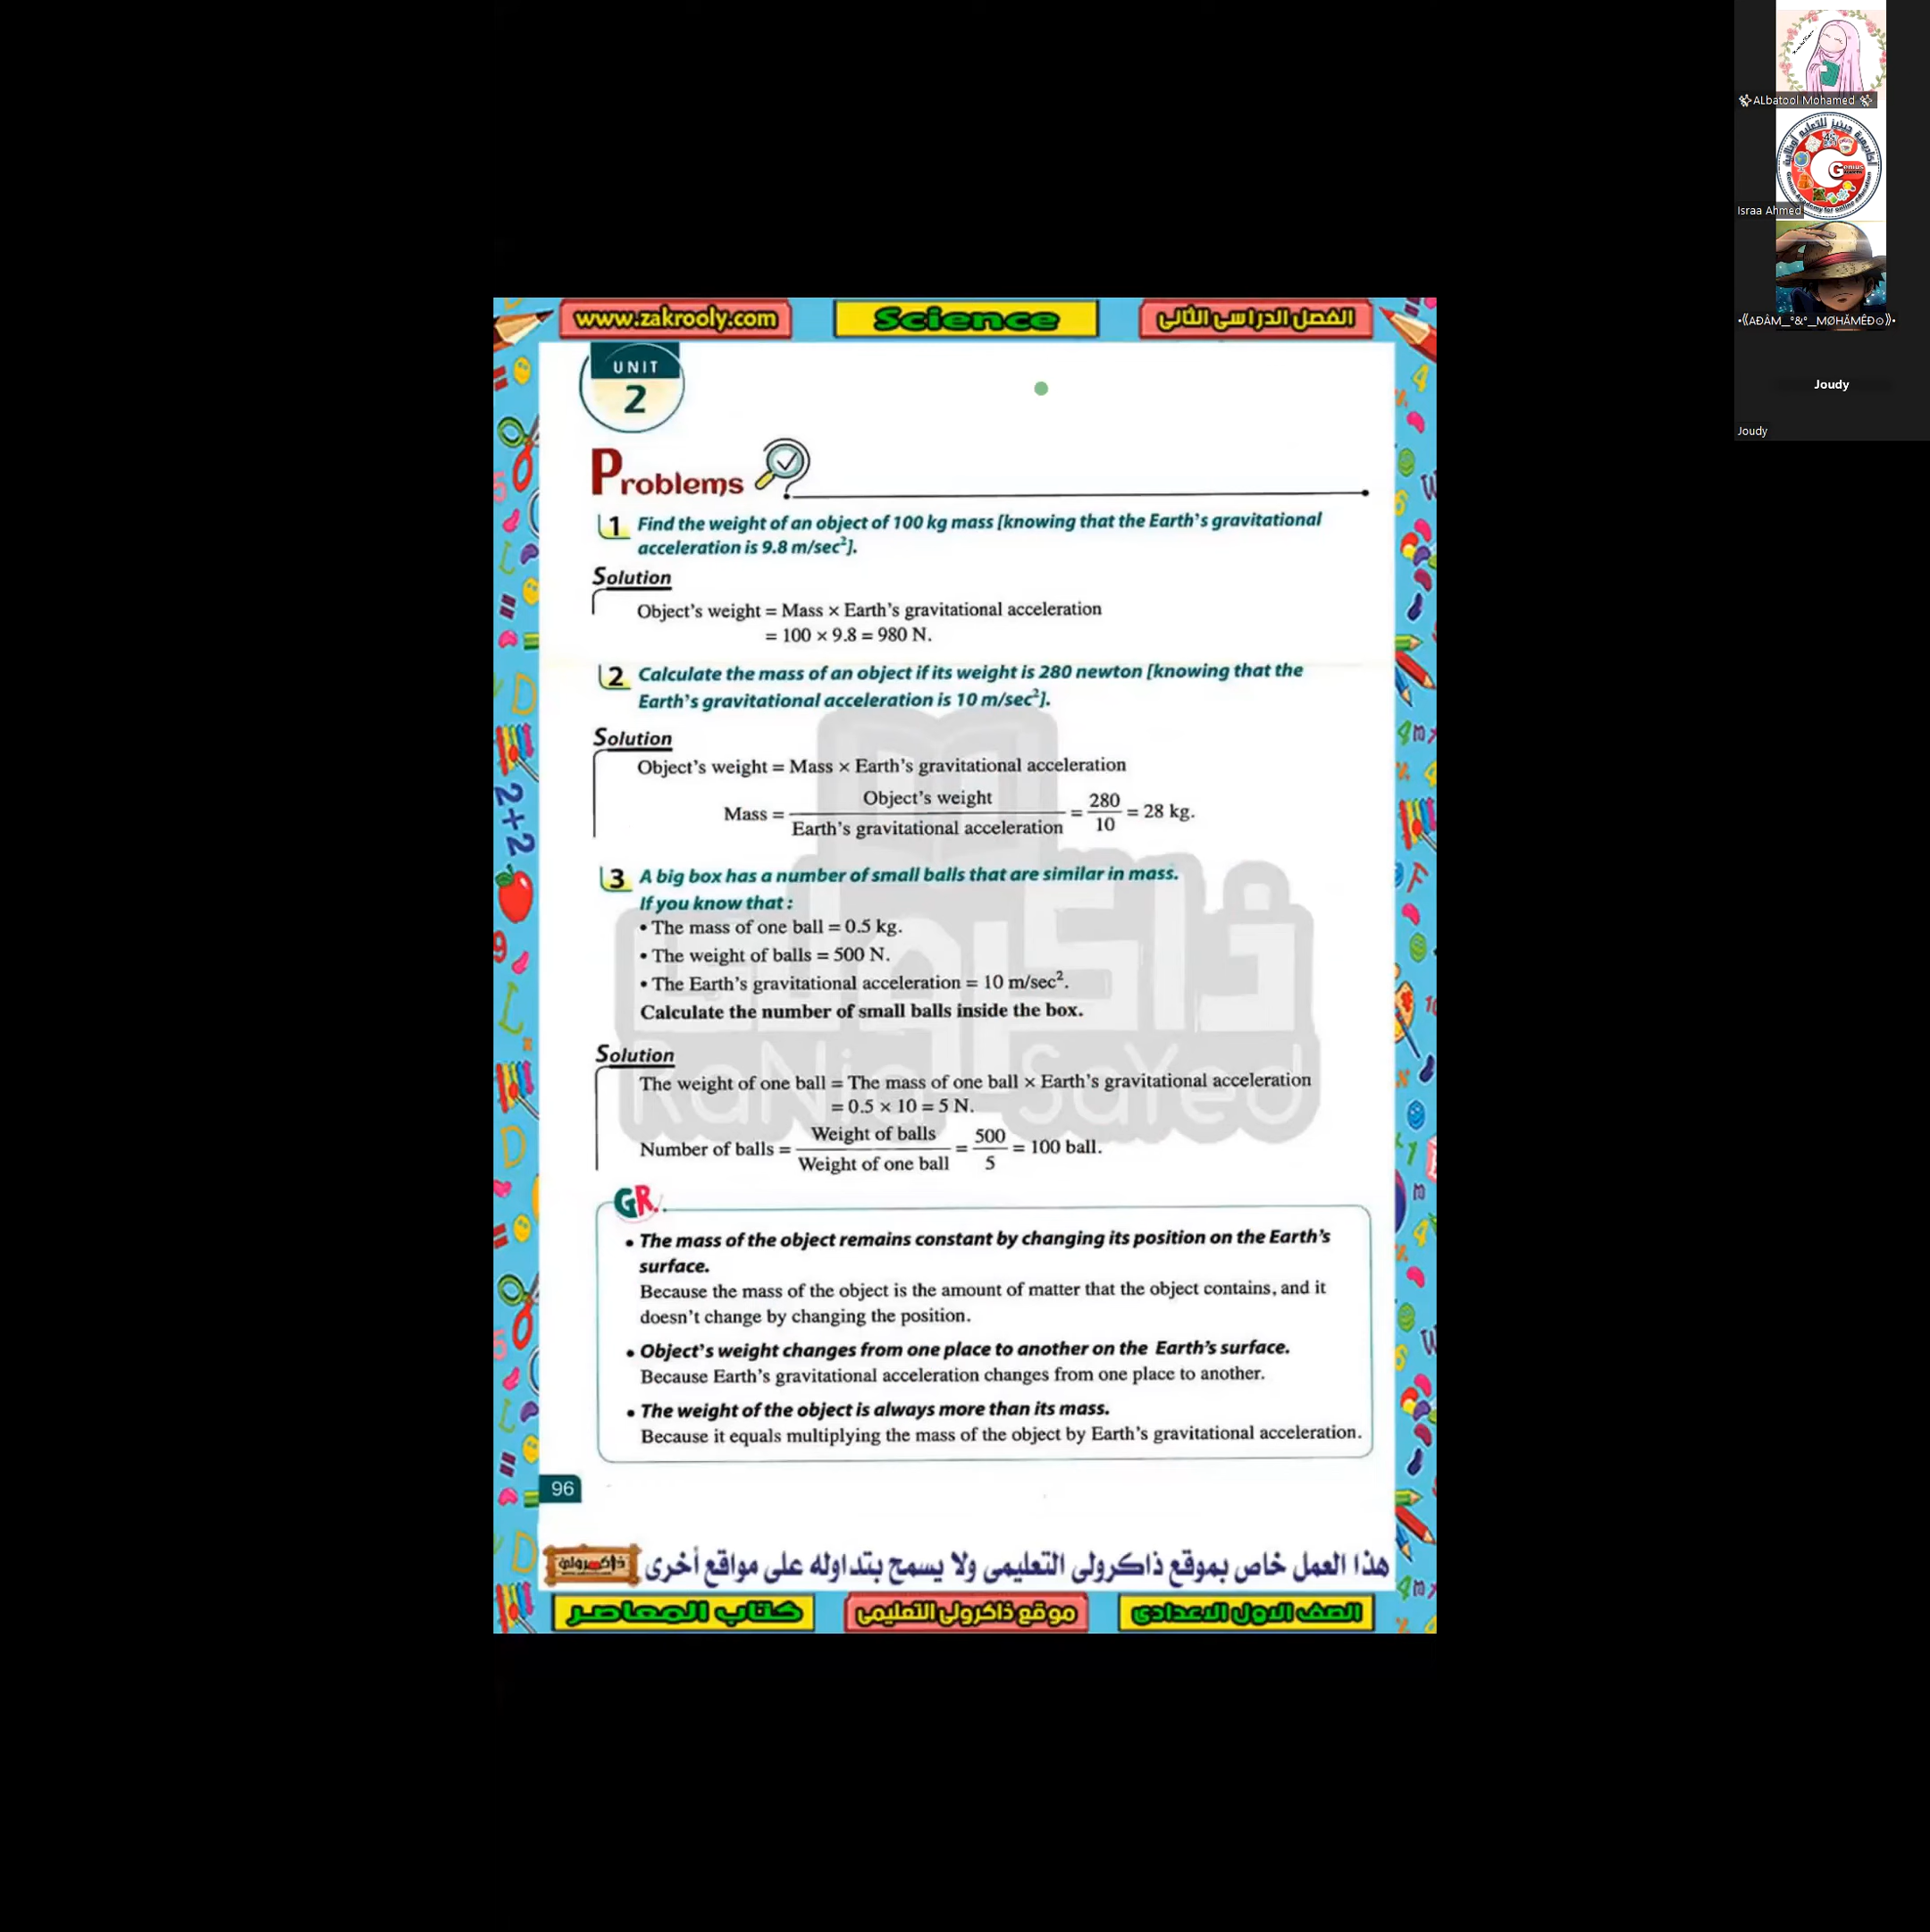 www.zakrooly.com
Science
الفصل الدراسى الثانى
UNIT
2
Problems
1 Find the weight of an object of 100 kg mass [knowing that the Earth's gravitational
acceleration is 9.8 m/sec²].
Solution
Object's weight = Mass × Earth's gravitational acceleration
= 100 × 9.8 = 980 N.
2 Calculate the mass of an object if its weight is 280 newton [knowing that the
Earth's gravitational acceleration is 10 m/sec²].
Solution
Object's weight = Mass × Earth's gravitational acceleration
Mass = Object's weight / Earth's gravitational acceleration = 280 / 10 = 28 kg.
3 A big box has a number of small balls that are similar in mass.
If you know that :
• The mass of one ball = 0.5 kg.
• The weight of balls = 500 N.
• The Earth's gravitational acceleration = 10 m/sec².
Calculate the number of small balls inside the box.
Solution
The weight of one ball = The mass of one ball × Earth's gravitational acceleration
= 0.5 × 10 = 5 N.
Number of balls = Weight of balls / Weight of one ball = 500 / 5 = 100 ball.
GR..
• The mass of the object remains constant by changing its position on the Earth's
surface.
Because the mass of the object is the amount of matter that the object contains, and it
doesn't change by changing the position.
• Object's weight changes from one place to another on the Earth's surface.
Because Earth's gravitational acceleration changes from one place to another.
• The weight of the object is always more than its mass.
Because it equals multiplying the mass of the object by Earth's gravitational acceleration.
96
هذا العمل خاص بموقع ذاكرولى التعليمى ولا يسمح بتداوله على مواقع أخرى
ذاكرولى
الصف الاول الاعدادى
موقع ذاكرولى التعليمى
كتاب المعاصر
ذاكرولى
RaNia SaYed
ALbatool Mohamed
Genius
Genius Academy for online education
Israa Ahmed
Joudy
Joudy